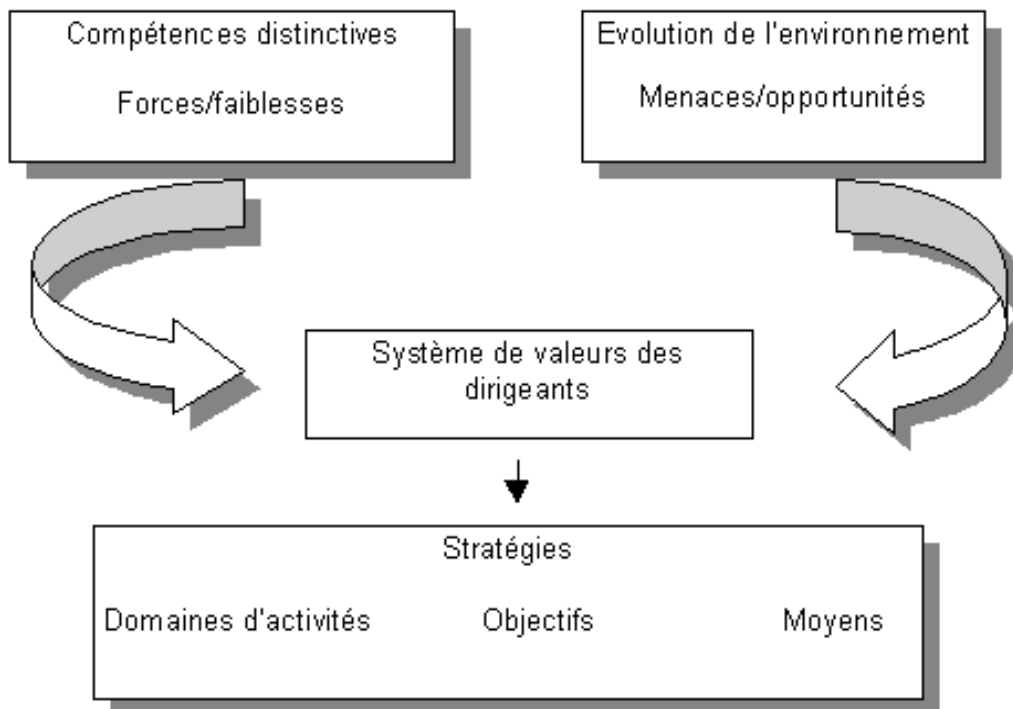 Compétences distinctives
Forces/faiblesses
Evolution de l'environnement
Menaces/opportunités
Système de valeurs des
dirigeants
Stratégies
Domaines d'activités Objectifs Moyens